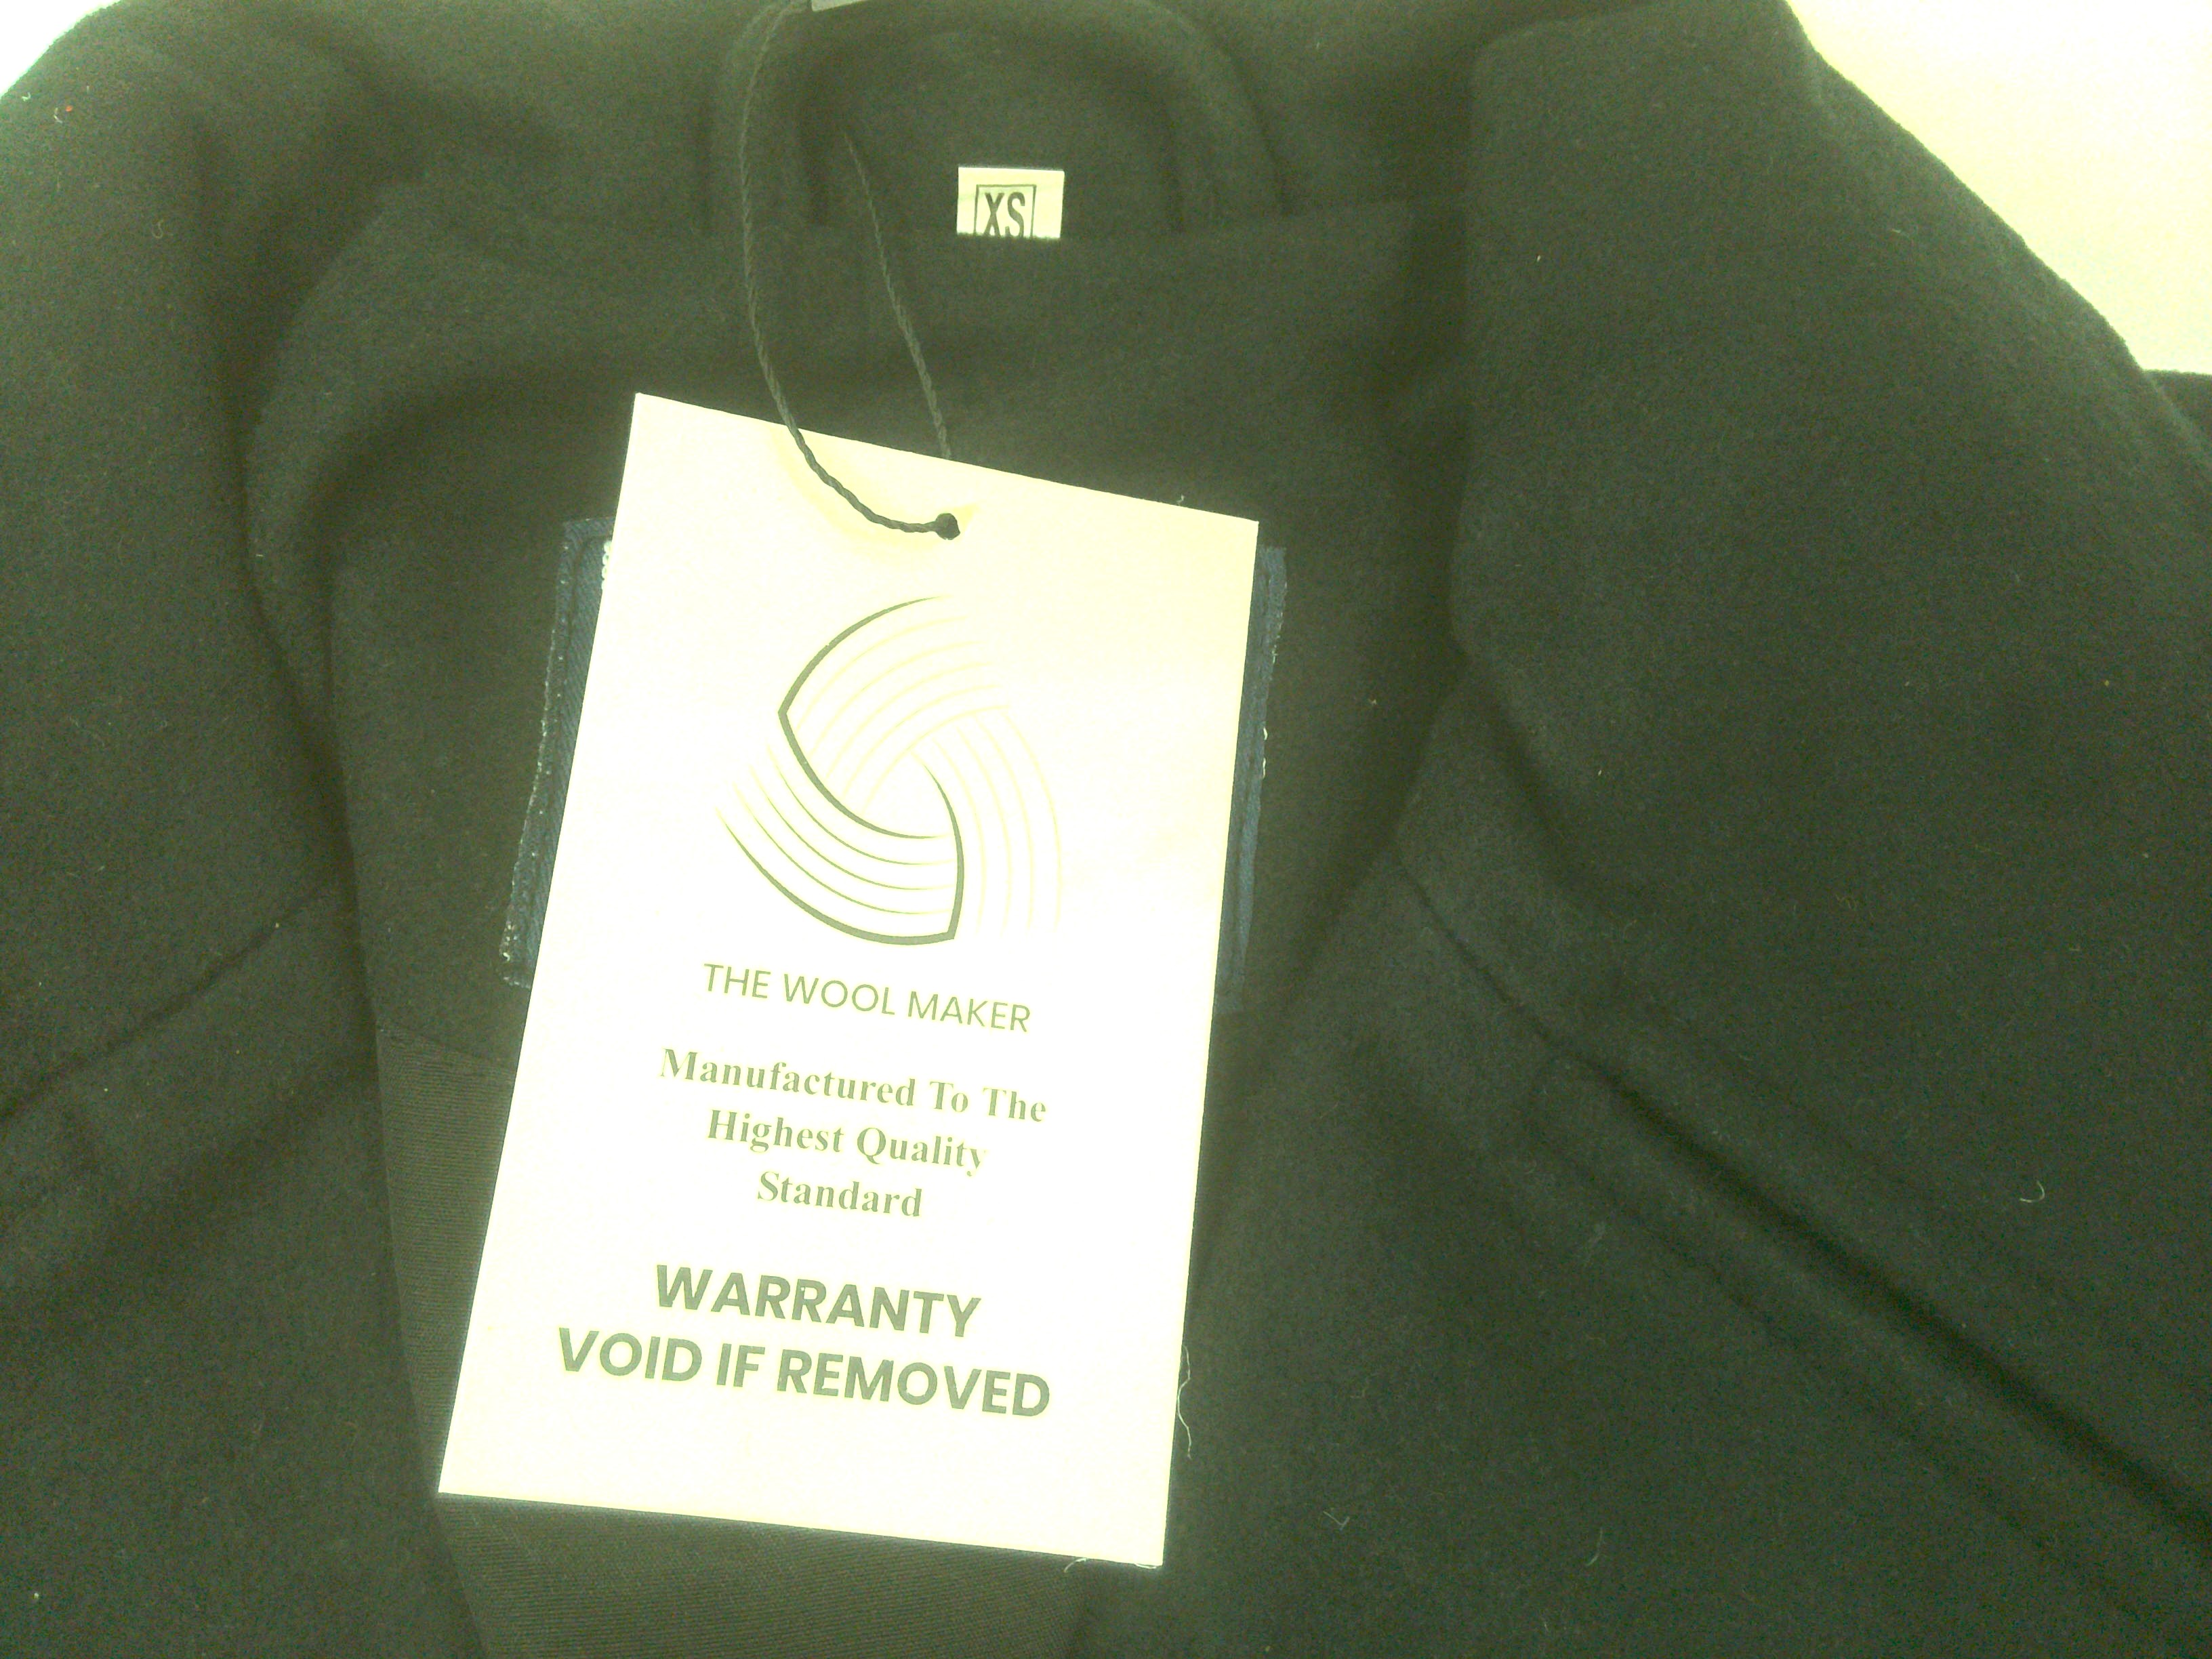 XS
THE WOOL MAKER
Manufactured To The
Highest Quality
Standard
WARRANTY
VOID IF REMOVED